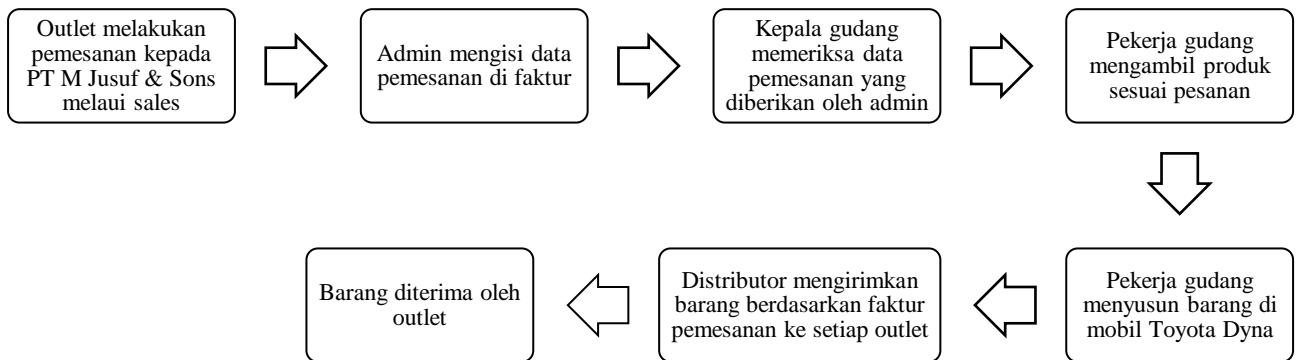 Outlet melakukan
pemesanan kepada
PT M Jusuf & Sons
melaui sales
Admin mengisi data
pemesanan di faktur
Kepala gudang
memeriksa data
pemesanan yang
diberikan oleh admin
Pekerja gudang
mengambil produk
sesuai pesanan
Pekerja gudang
menyusun barang di
mobil Toyota Dyna
Distributor mengirimkan
barang berdasarkan faktur
pemesanan ke setiap outlet
Barang diterima oleh
outlet